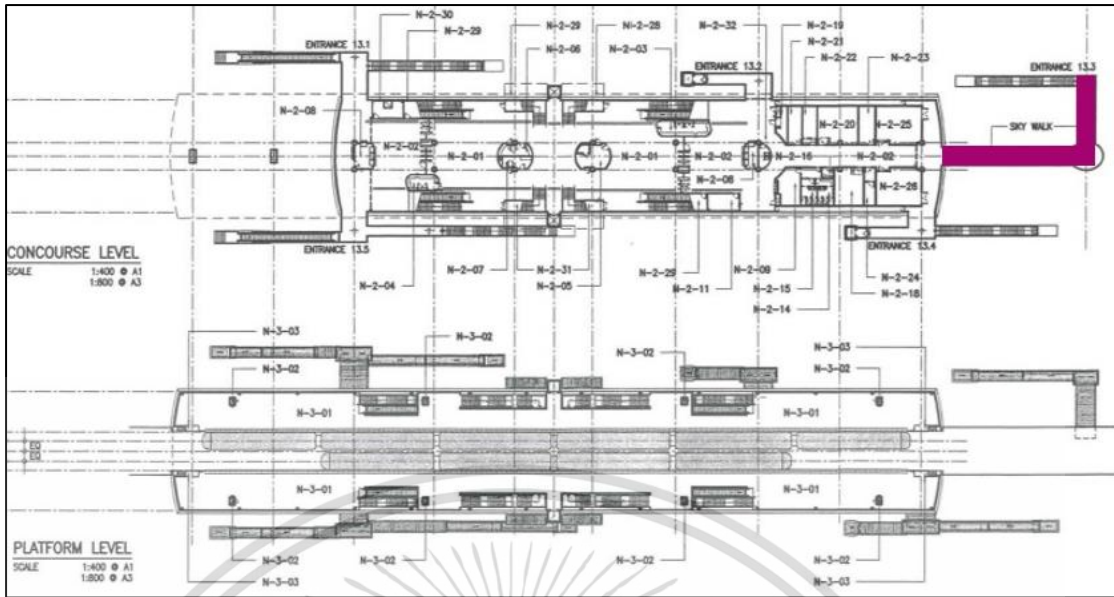 N-2-30
N-2-29
N-2-29
N-2-06
N-2-28
N-2-03
N-2-32
N-2-19
N-2-21
N-2-22
N-2-23
ENTRANCE 13.1
ENTRANCE 13.2
ENTRANCE 13.3
N-2-08
N-2-02
N-2-01
N-2-01
N-2-02
N-2-16
N-2-20
N-2-25
N-2-02
SKY WALK
N-2-06
N-2-26
ENTRANCE 13.5
ENTRANCE 13.4
CONCOURSE LEVEL
SCALE 1:400 @ A1
1:800 @ A3
N-2-04
N-2-07
N-2-31
N-2-05
N-2-29
N-2-11
N-2-09
N-2-15
N-2-14
N-2-24
N-2-18
N-3-03
N-3-02
N-3-02
N-3-03
N-3-02
N-3-02
N-3-01
N-3-01
EQ
EQ
N-3-01
N-3-01
PLATFORM LEVEL
SCALE 1:400 @ A1
1:800 @ A3
N-3-02
N-3-02
N-3-02
N-3-02
N-3-03
N-3-03